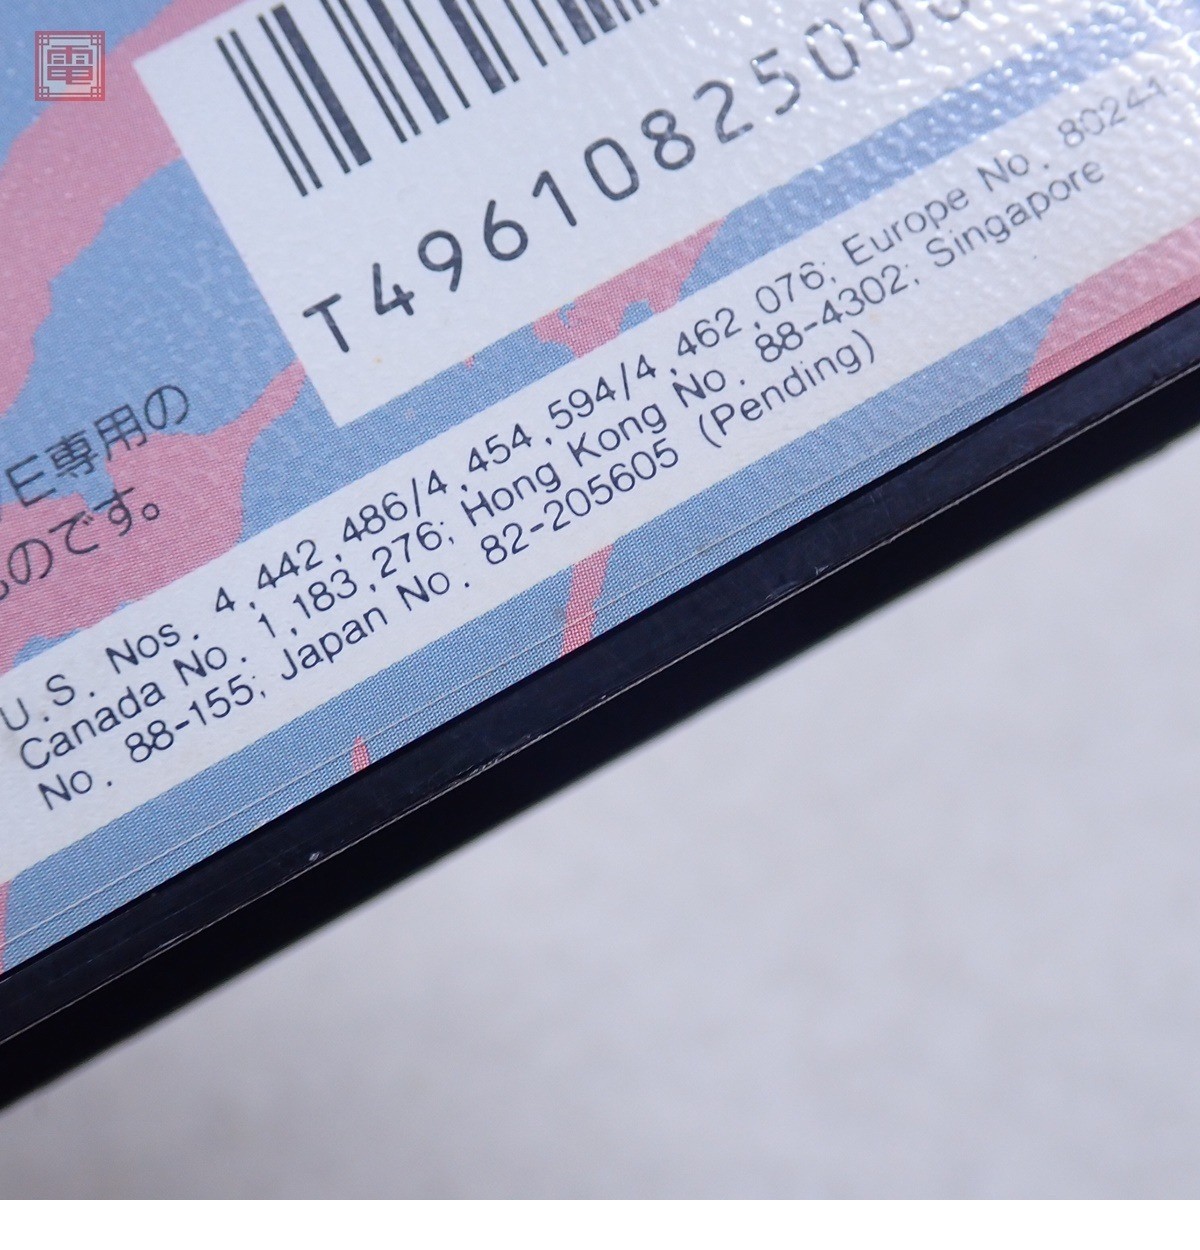 電
T4961082500
E専用の
のです。
U.S. Nos. 4,442,486/4,454,594/4,462,076; Europe No. 80244
Canada No. 1,183,276; Hong Kong No. 88-4302; Singapore
No. 88-155; Japan No. 82-205605 (Pending)